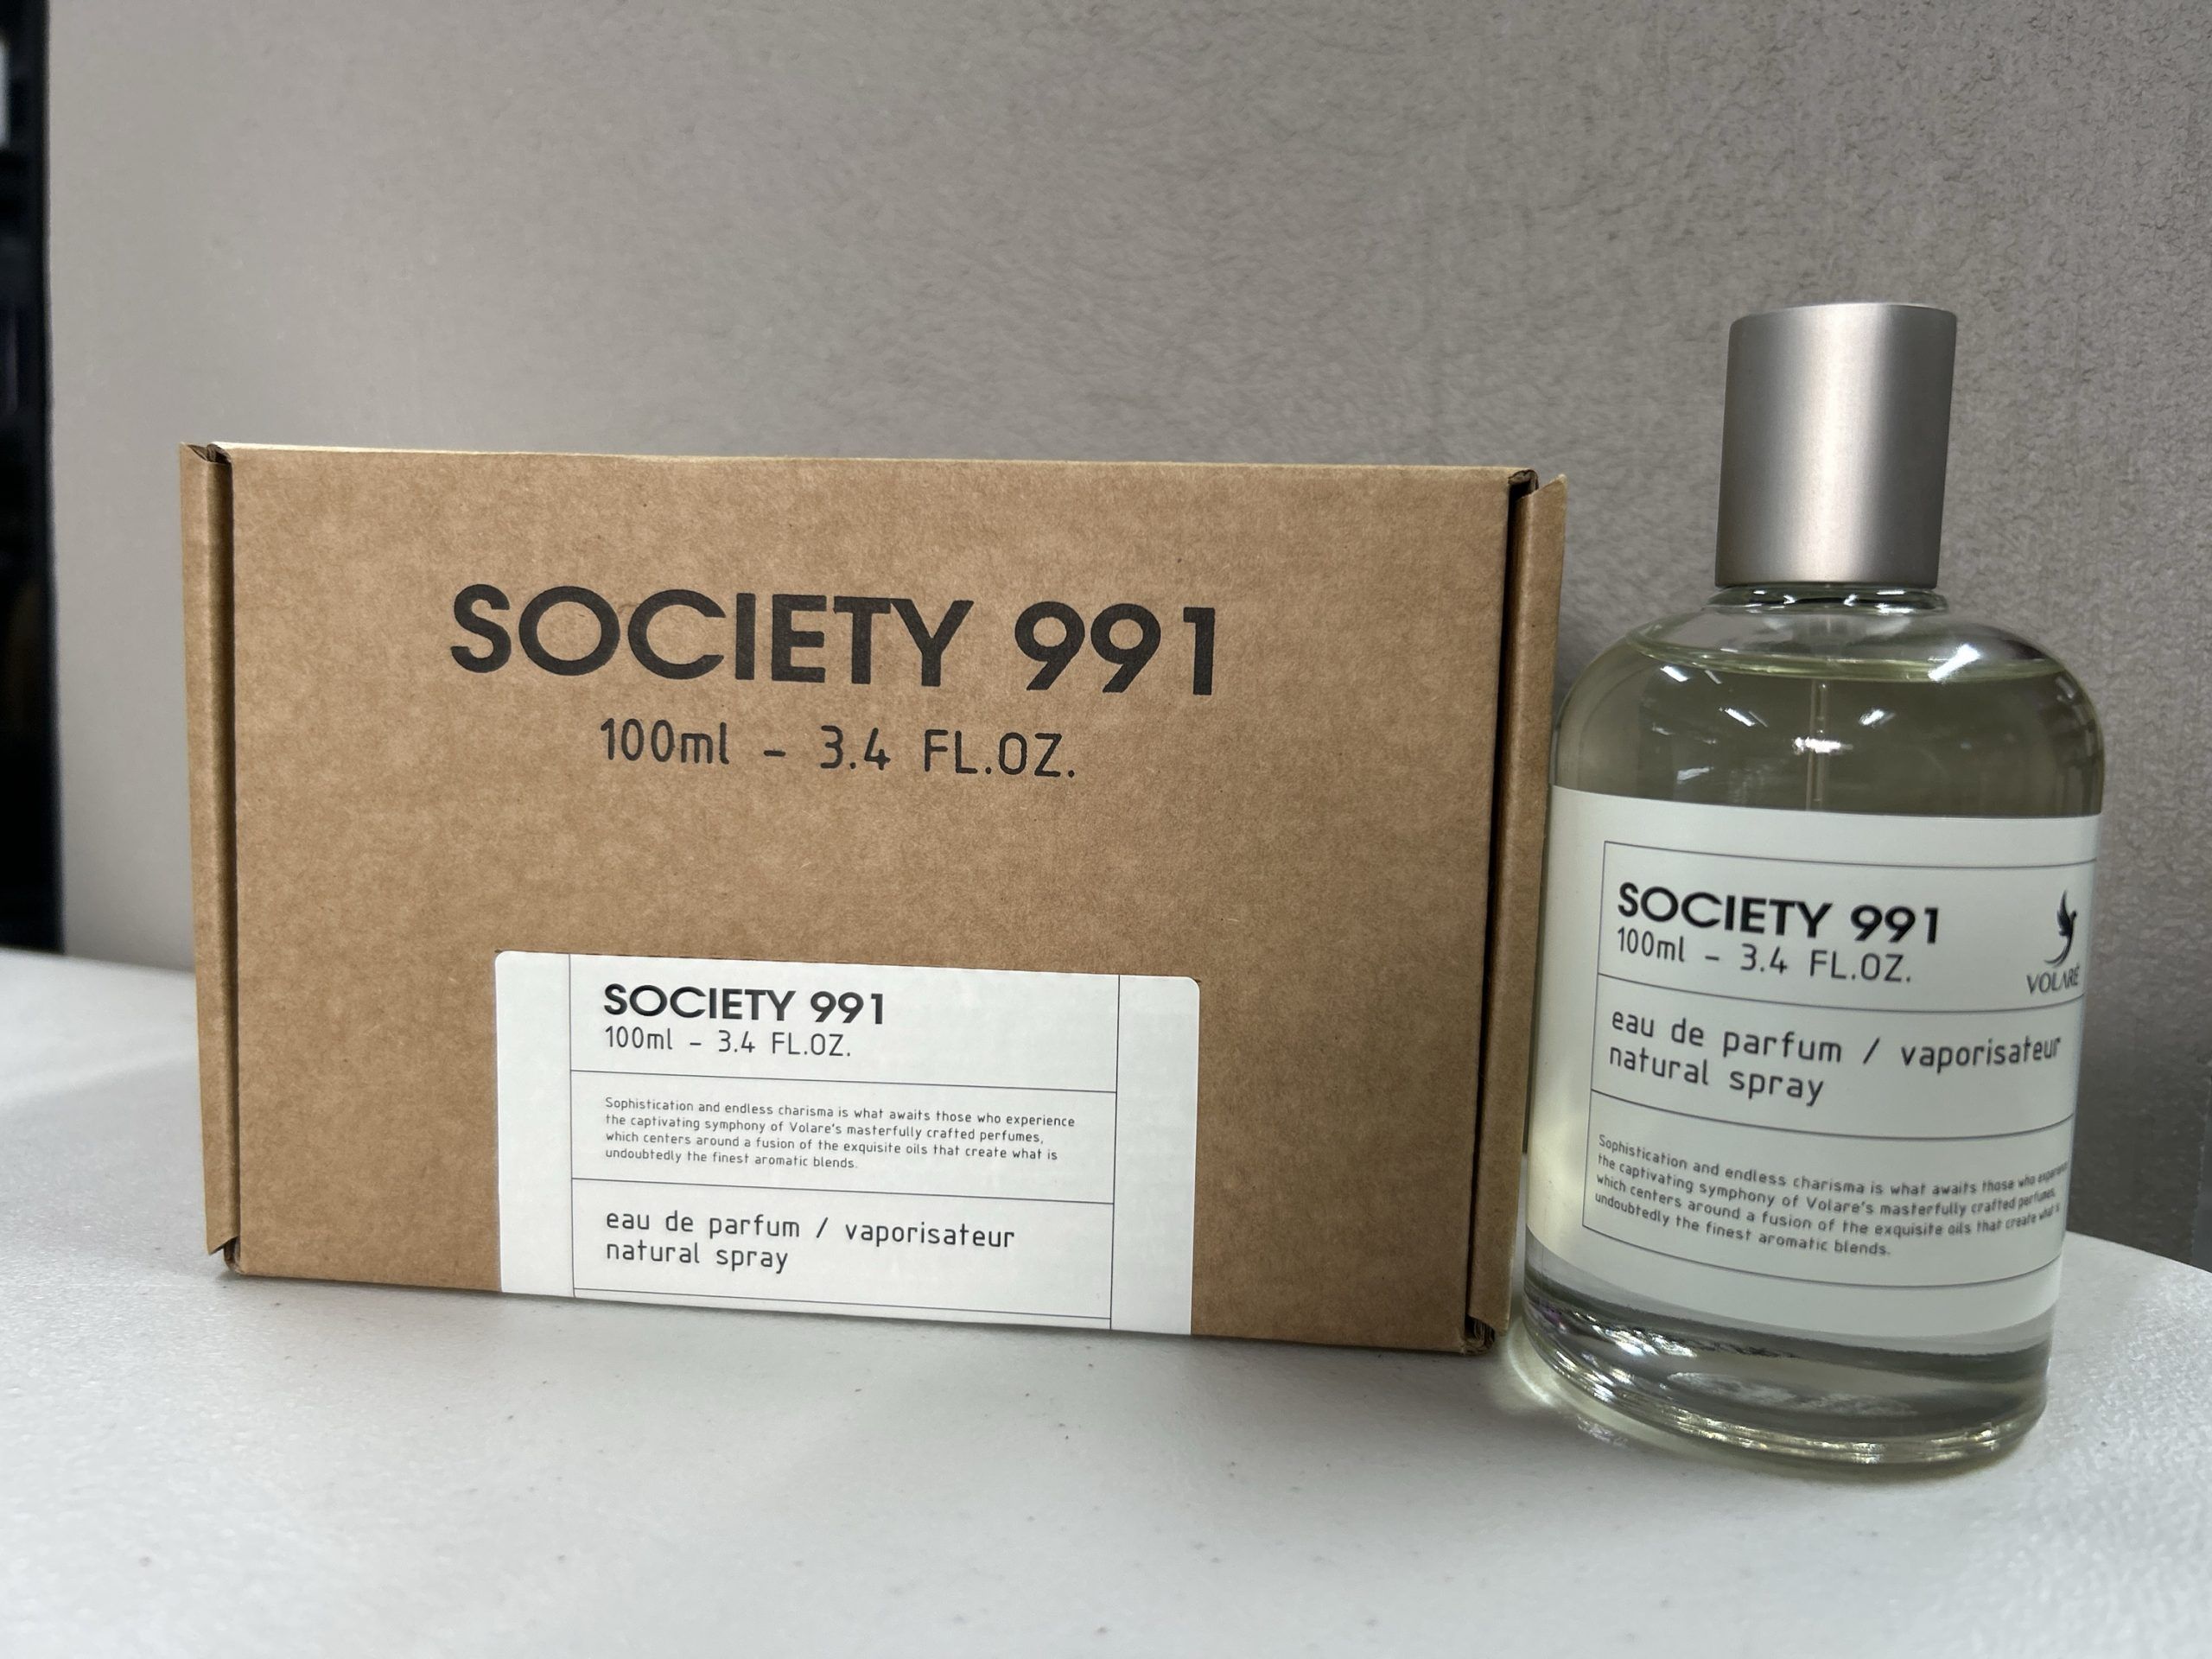 SOCIETY 991
100ml - 3.4 FL.OZ.
SOCIETY 991
100ml - 3.4 FL.OZ.
Sophistication and endless charisma is what awaits those who experience
the captivating symphony of Volare's masterfully crafted perfumes,
which centers around a fusion of the exquisite oils that create what is
undoubtedly the finest aromatic blends.
eau de parfum / vaporisateur
natural spray
SOCIETY 991
100ml - 3.4 FL.OZ.
VOLARÉ
eau de parfum / vaporisateur
natural spray
Sophistication and endless charisma is what awaits those who experience
the captivating symphony of Volare's masterfully crafted perfumes,
which centers around a fusion of the exquisite oils that create what is
undoubtedly the finest aromatic blends.